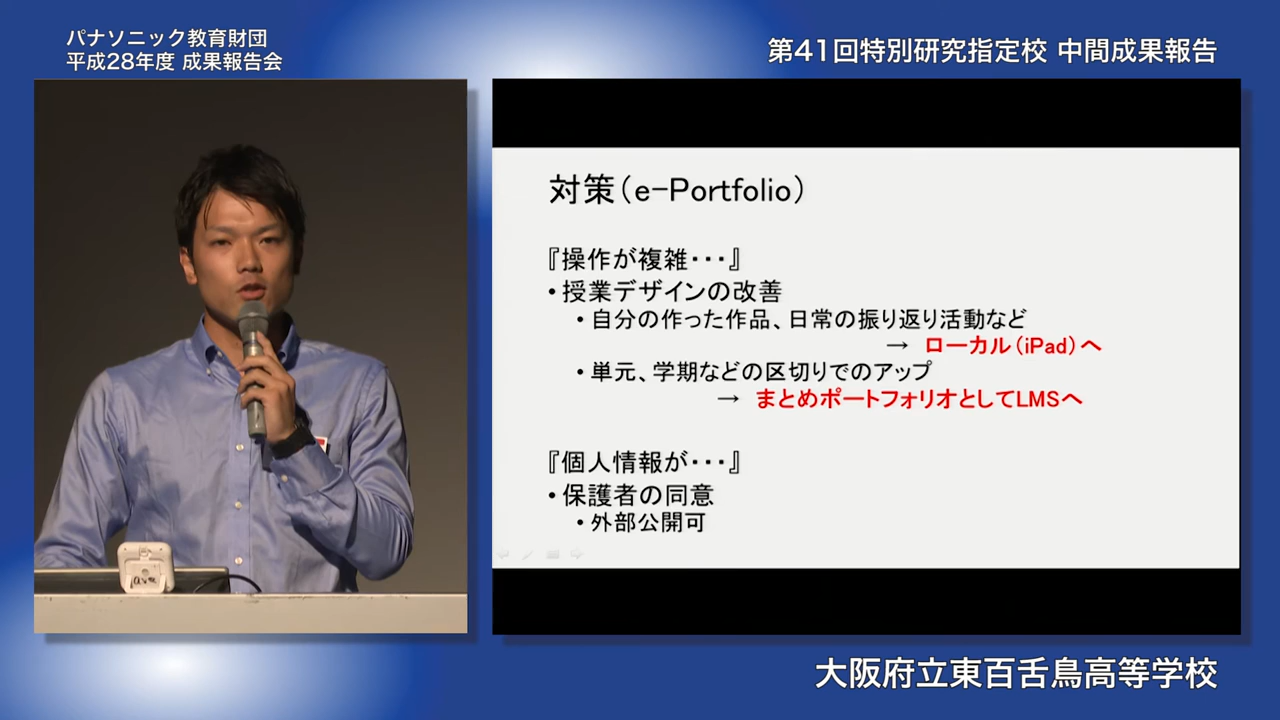 パナソニック教育財団
平成28年度 成果報告会
第41回特別研究指定校 中間成果報告
対策（e-Portfolio）
『操作が複雑・・・』
・授業デザインの改善
・自分の作った作品、日常の振り返り活動など
→ ローカル（iPad）へ
・単元、学期などの区切りでのアップ
→ まとめポートフォリオとしてLMSへ
『個人情報が・・・』
・保護者の同意
・外部公開可
大阪府立東百舌鳥高等学校